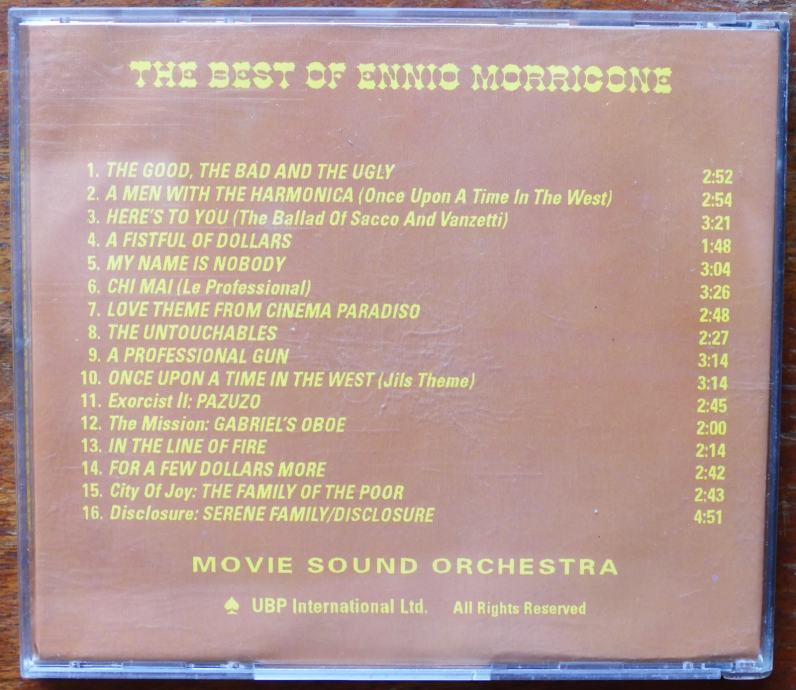 THE BEST OF ENNIO MORRICONE
1. THE GOOD, THE BAD AND THE UGLY 2:52
2. A MEN WITH THE HARMONICA (Once Upon A Time In The West) 2:54
3. HERE'S TO YOU (The Ballad Of Sacco And Vanzetti) 3:21
4. A FISTFUL OF DOLLARS 1:48
5. MY NAME IS NOBODY 3:04
6. CHI MAI (Le Professional) 3:26
7. LOVE THEME FROM CINEMA PARADISO 2:48
8. THE UNTOUCHABLES 2:27
9. A PROFESSIONAL GUN 3:14
10. ONCE UPON A TIME IN THE WEST (Jils Theme) 3:14
11. Exorcist II: PAZUZO 2:45
12. The Mission: GABRIEL'S OBOE 2:00
13. IN THE LINE OF FIRE 2:14
14. FOR A FEW DOLLARS MORE 2:42
15. City Of Joy: THE FAMILY OF THE POOR 2:43
16. Disclosure: SERENE FAMILY/DISCLOSURE 4:51
MOVIE SOUND ORCHESTRA
UBP International Ltd. All Rights Reserved